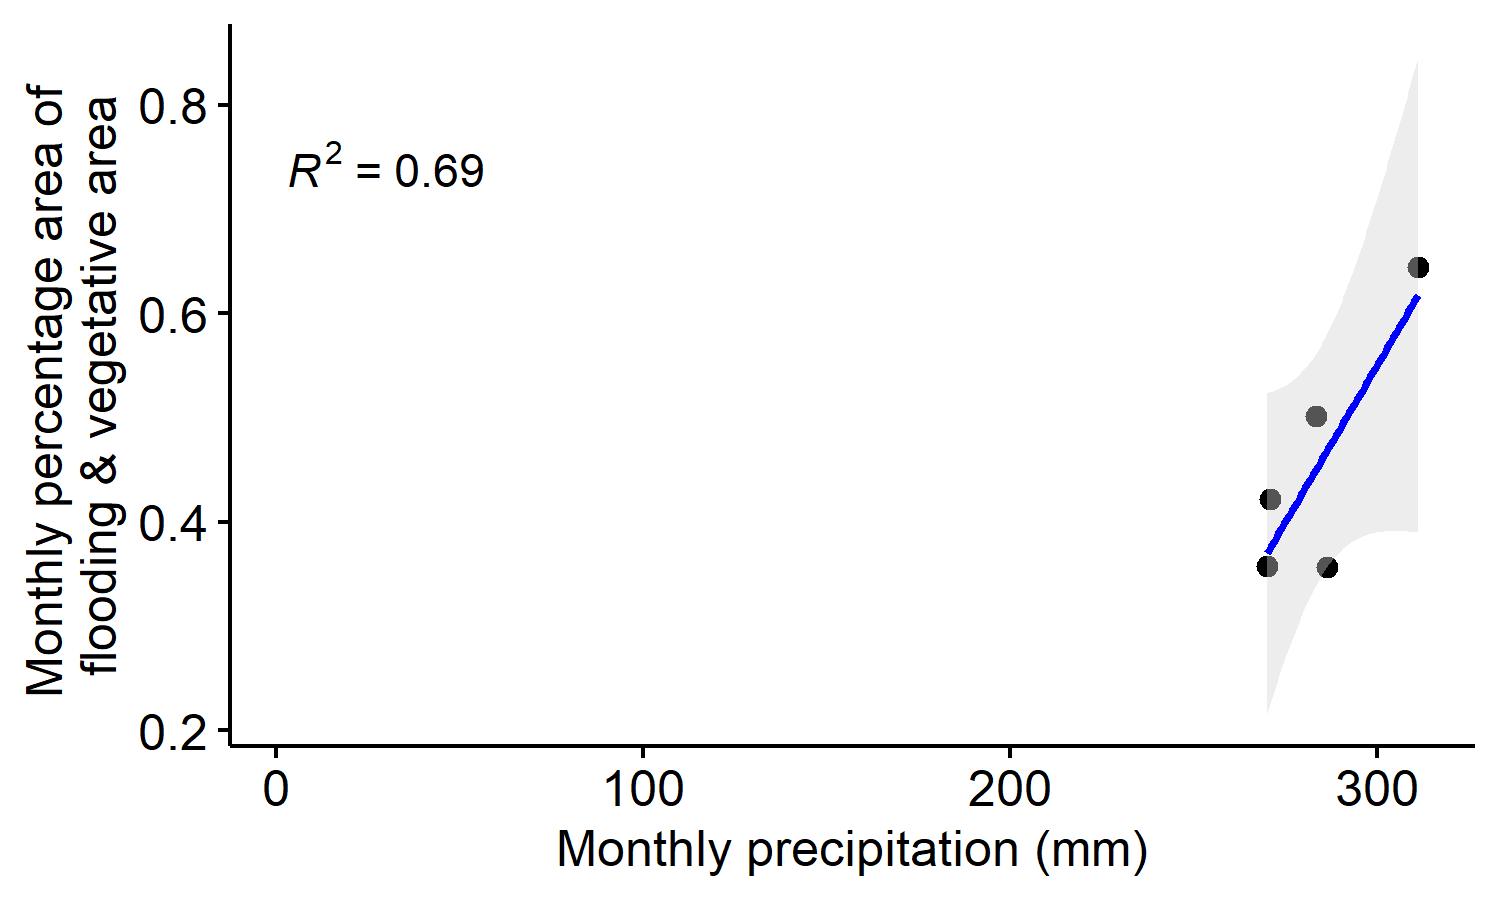 Monthly percentage area of
flooding & vegetative area
0.8
0.6
0.4
0.2
R² = 0.69
0 100 200 300
Monthly precipitation (mm)